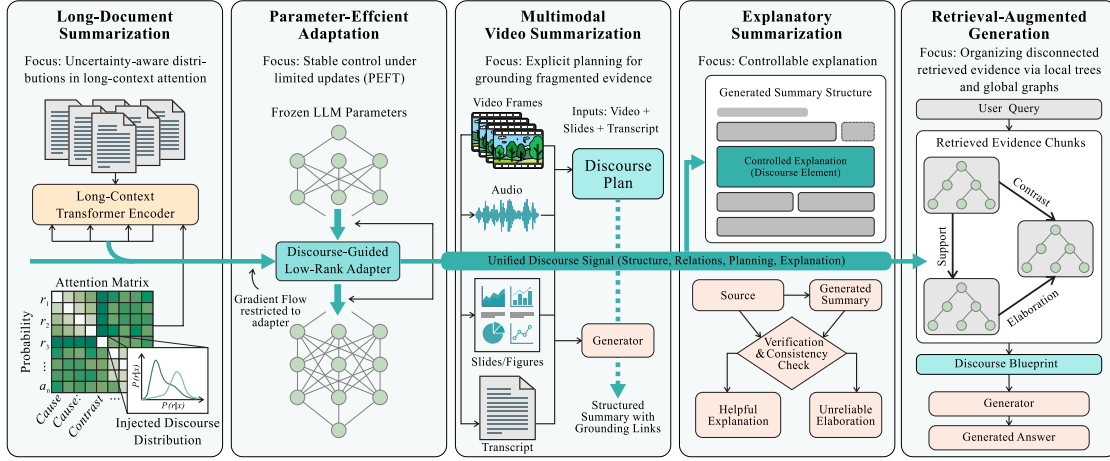 Long-Document
Summarization
Focus: Uncertainty-aware distri-
butions in long-context attention
Long-Context
Transformer Encoder
Attention Matrix
Probability
r1
r2
r3
⋮
an
Cause
Cause:
Contrast
...
P(r|x)
P(r|x)
Injected Discourse
Distribution
Parameter-Effcient
Adaptation
Focus: Stable control under
limited updates (PEFT)
Frozen LLM Parameters
Discourse-Guided
Low-Rank Adapter
Gradient Flow
restricted to
adapter
Multimodal
Video Summarization
Focus: Explicit planning for
grounding fragmented evidence
Video Frames
Inputs: Video +
Slides + Transcript
Discourse
Plan
Audio
Unified Discourse Signal (Structure, Relations, Planning, Explanation)
Slides/Figures
Generator
Transcript
Structured
Summary with
Grounding Links
Explanatory
Summarization
Focus: Controllable explanation
Generated Summary Structure
Controlled Explanation
(Discourse Element)
Source
Generated
Summary
Verification
& Consistency
Check
Helpful
Explanation
Unreliable
Elaboration
Retrieval-Augmented
Generation
Focus: Organizing disconnected
retrieved evidence via local trees
and global graphs
User Query
Retrieved Evidence Chunks
Contrast
Support
Elaboration
Discourse Blueprint
Generator
Generated Answer